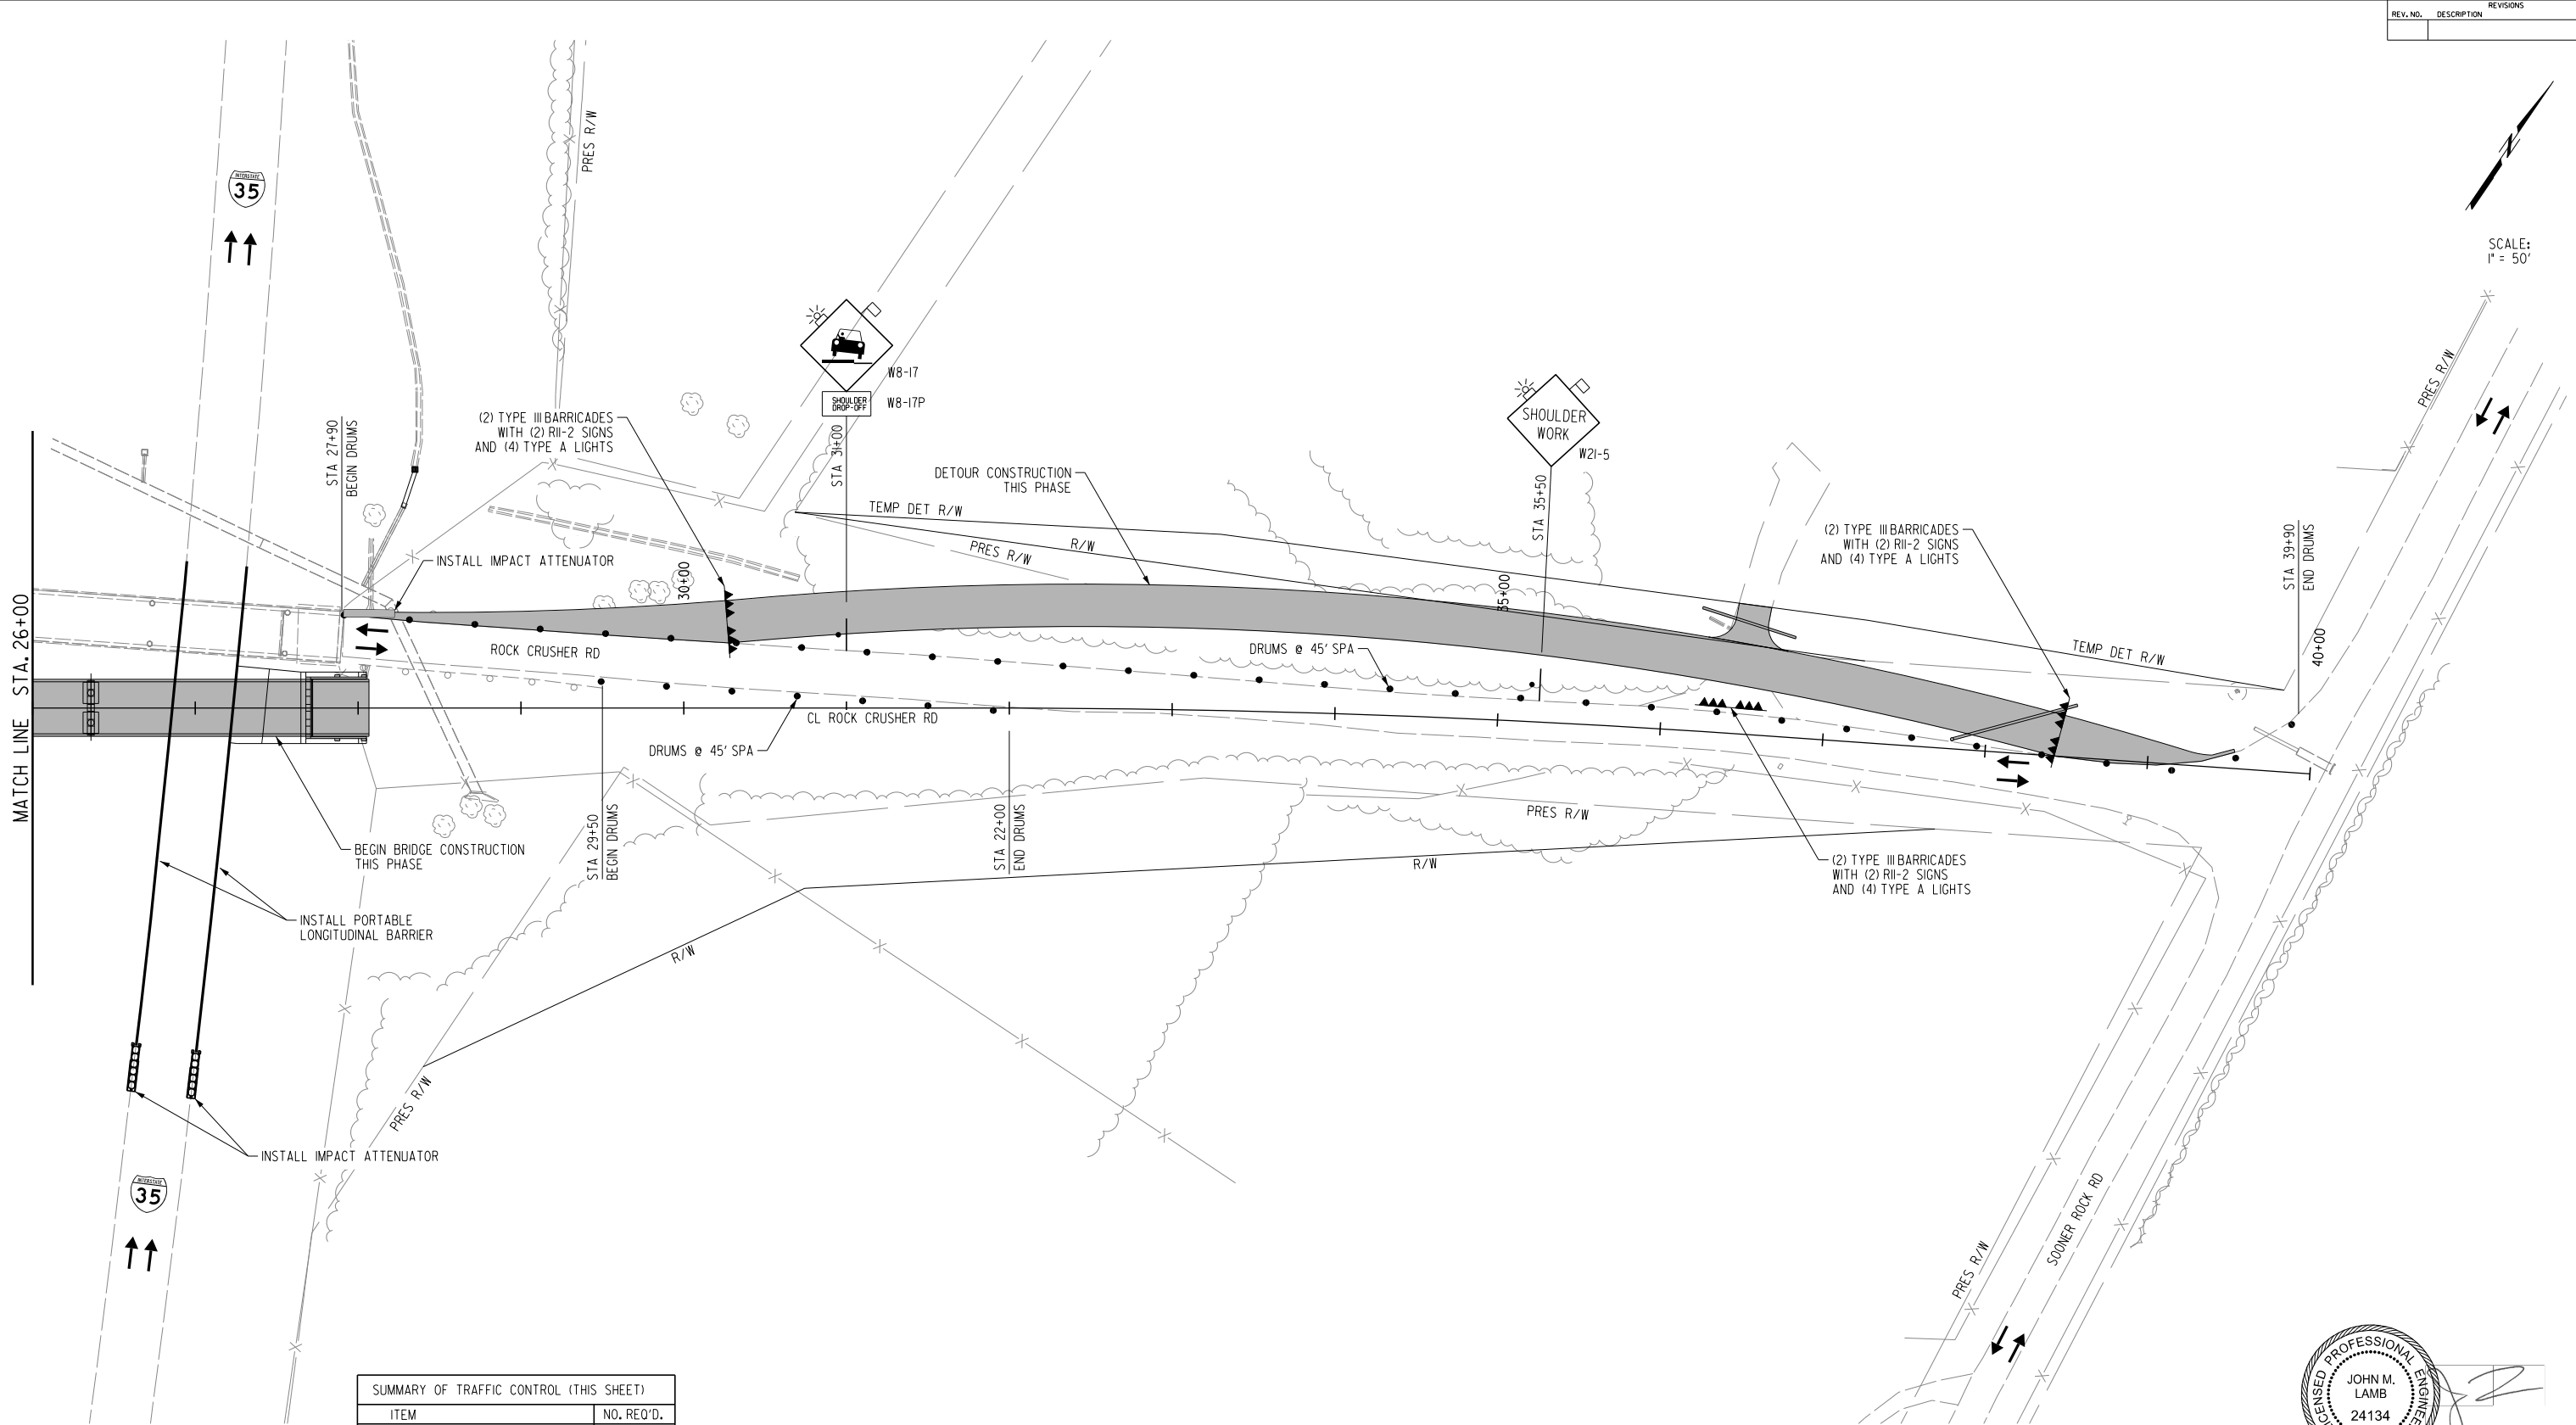 REVISIONS
REV. NO. DESCRIPTION
SCALE:
1" = 50'
INTERSTATE
35
PRES R/W
W8-17
SHOULDER
DROP-OFF
W8-17P
STA 31+00
SHOULDER
WORK
W21-5
STA 35+50
PRES R/W
(2) TYPE III BARRICADES
WITH (2) R11-2 SIGNS
AND (4) TYPE A LIGHTS
STA 27+90
BEGIN DRUMS
DETOUR CONSTRUCTION
THIS PHASE
TEMP DET R/W
R/W
PRES R/W
INSTALL IMPACT ATTENUATOR
30+00
35+00
(2) TYPE III BARRICADES
WITH (2) R11-2 SIGNS
AND (4) TYPE A LIGHTS
STA 39+90
END DRUMS
40+00
TEMP DET R/W
MATCH LINE STA. 26+00
ROCK CRUSHER RD
DRUMS @ 45' SPA
CL ROCK CRUSHER RD
DRUMS @ 45' SPA
STA 29+50
BEGIN DRUMS
STA 22+00
END DRUMS
PRES R/W
R/W
BEGIN BRIDGE CONSTRUCTION
THIS PHASE
(2) TYPE III BARRICADES
WITH (2) R11-2 SIGNS
AND (4) TYPE A LIGHTS
INSTALL PORTABLE
LONGITUDINAL BARRIER
R/W
PRES R/W
INSTALL IMPACT ATTENUATOR
INTERSTATE
35
SOONER ROCK RD
PRES R/W
SUMMARY OF TRAFFIC CONTROL (THIS SHEET)
ITEM NO. REQ'D.
PROFESSIONAL
JOHN M.
LAMB
24134